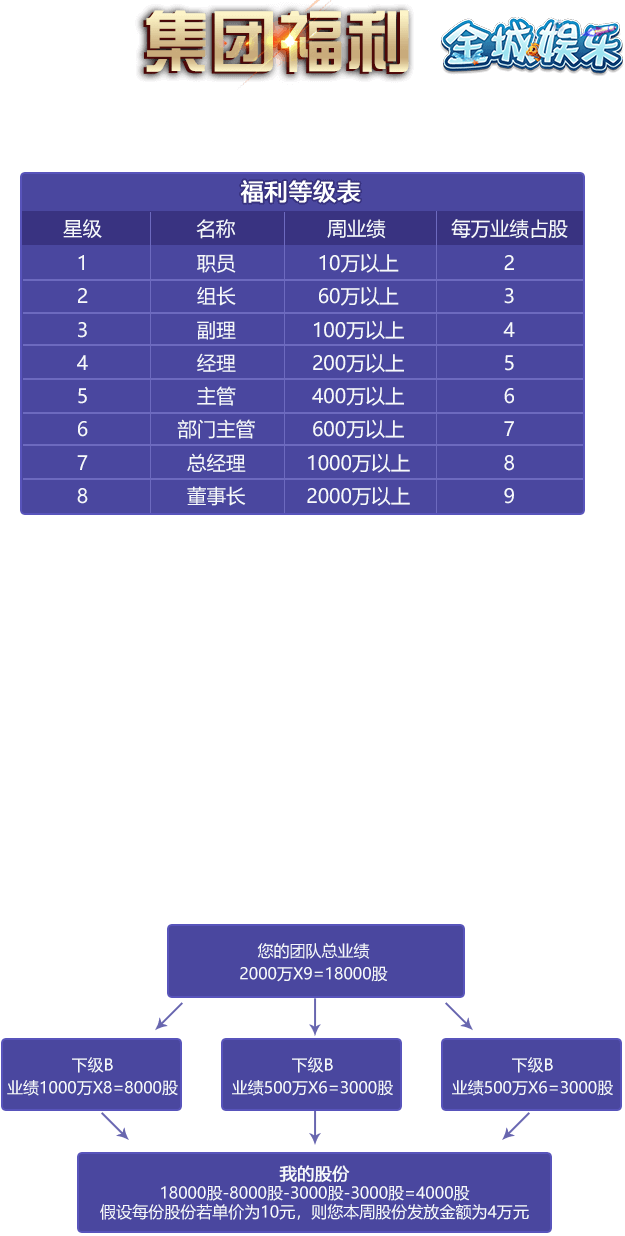 集团福利
金城娱乐
福利等级表
星级 名称 周业绩 每万业绩占股
1 职员 10万以上 2
2 组长 60万以上 3
3 副理 100万以上 4
4 经理 200万以上 5
5 主管 400万以上 6
6 部门主管 600万以上 7
7 总经理 1000万以上 8
8 董事长 2000万以上 9
您的团队总业绩
2000万X9=18000股
下级B
业绩1000万X8=8000股
下级B
业绩500万X6=3000股
下级B
业绩500万X6=3000股
我的股份
18000股-8000股-3000股-3000股=4000股
假设每份股份若单价为10元，则您本周股份发放金额为4万元